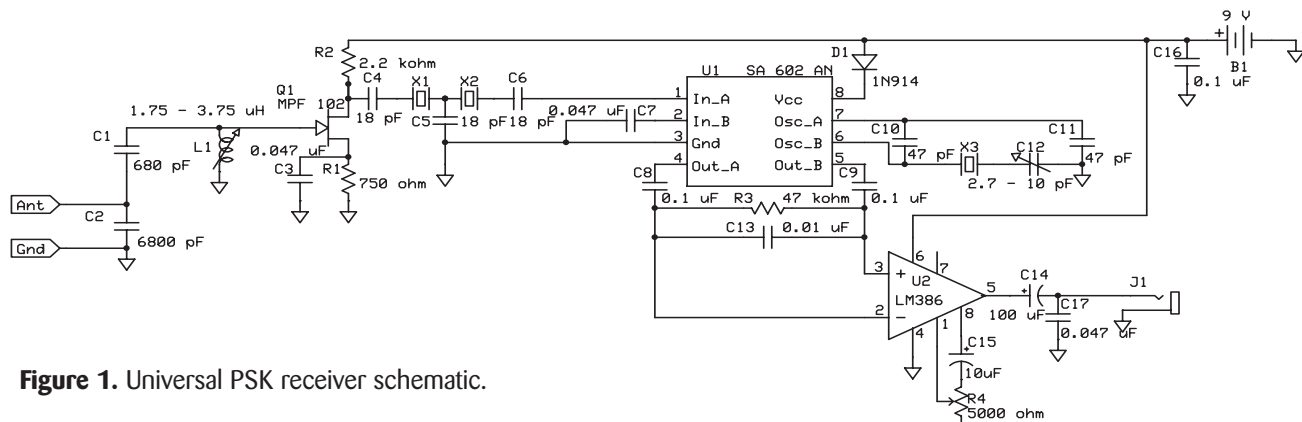 9 V
B1
C16
0.1 uF
D1
1N914
R2
2.2 kohm
Q1
MPF
102
C4
18 pF
X1
C5
18 pF
X2
C6
18 pF
U1 SA 602 AN
1 In_A Vcc 8
2 In_B Osc_A 7
3 Gnd Osc_B 6
4 Out_A Out_B 5
0.047 uF C7
1.75 - 3.75 uH
L1
C1
680 pF
C2
6800 pF
Ant
Gnd
0.047 uF
C3
R1
750 ohm
C10
47 pF
X3
C12
2.7 - 10 pF
C11
47 pF
C8
0.1 uF
C9
0.1 uF
R3 47 kohm
C13 0.01 uF
3 +
2 −
6
7
U2
LM386
5
8
1
4
C14
100 uF
C17
0.047 uF
J1
C15
10uF
R4
5000 ohm
Figure 1. Universal PSK receiver schematic.